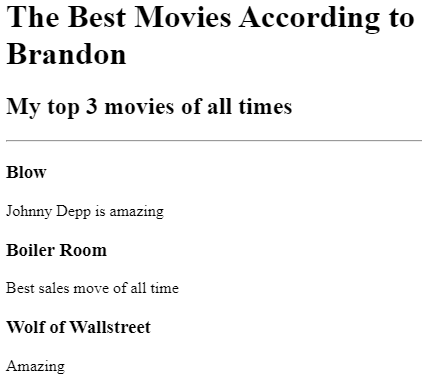 The Best Movies According to
Brandon
My top 3 movies of all times
Blow
Johnny Depp is amazing
Boiler Room
Best sales move of all time
Wolf of Wallstreet
Amazing